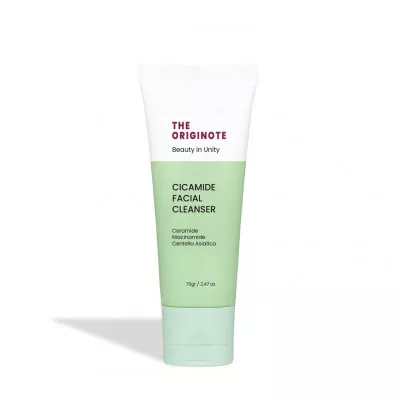 THE
ORIGINOTE
Beauty in Unity
CICAMIDE
FACIAL
CLEANSER
Ceramide
Niacinamide
Centella Asiatica
70gr / 2.47 oz